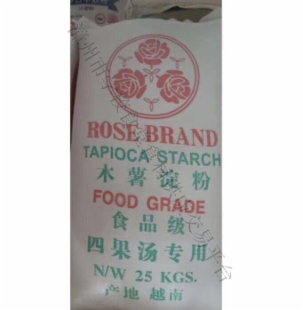 ROSE BRAND
TAPIOCA STARCH
木薯淀粉
FOOD GRADE
食品级
四果汤专用
N/W 25 KGS.
产地 越南